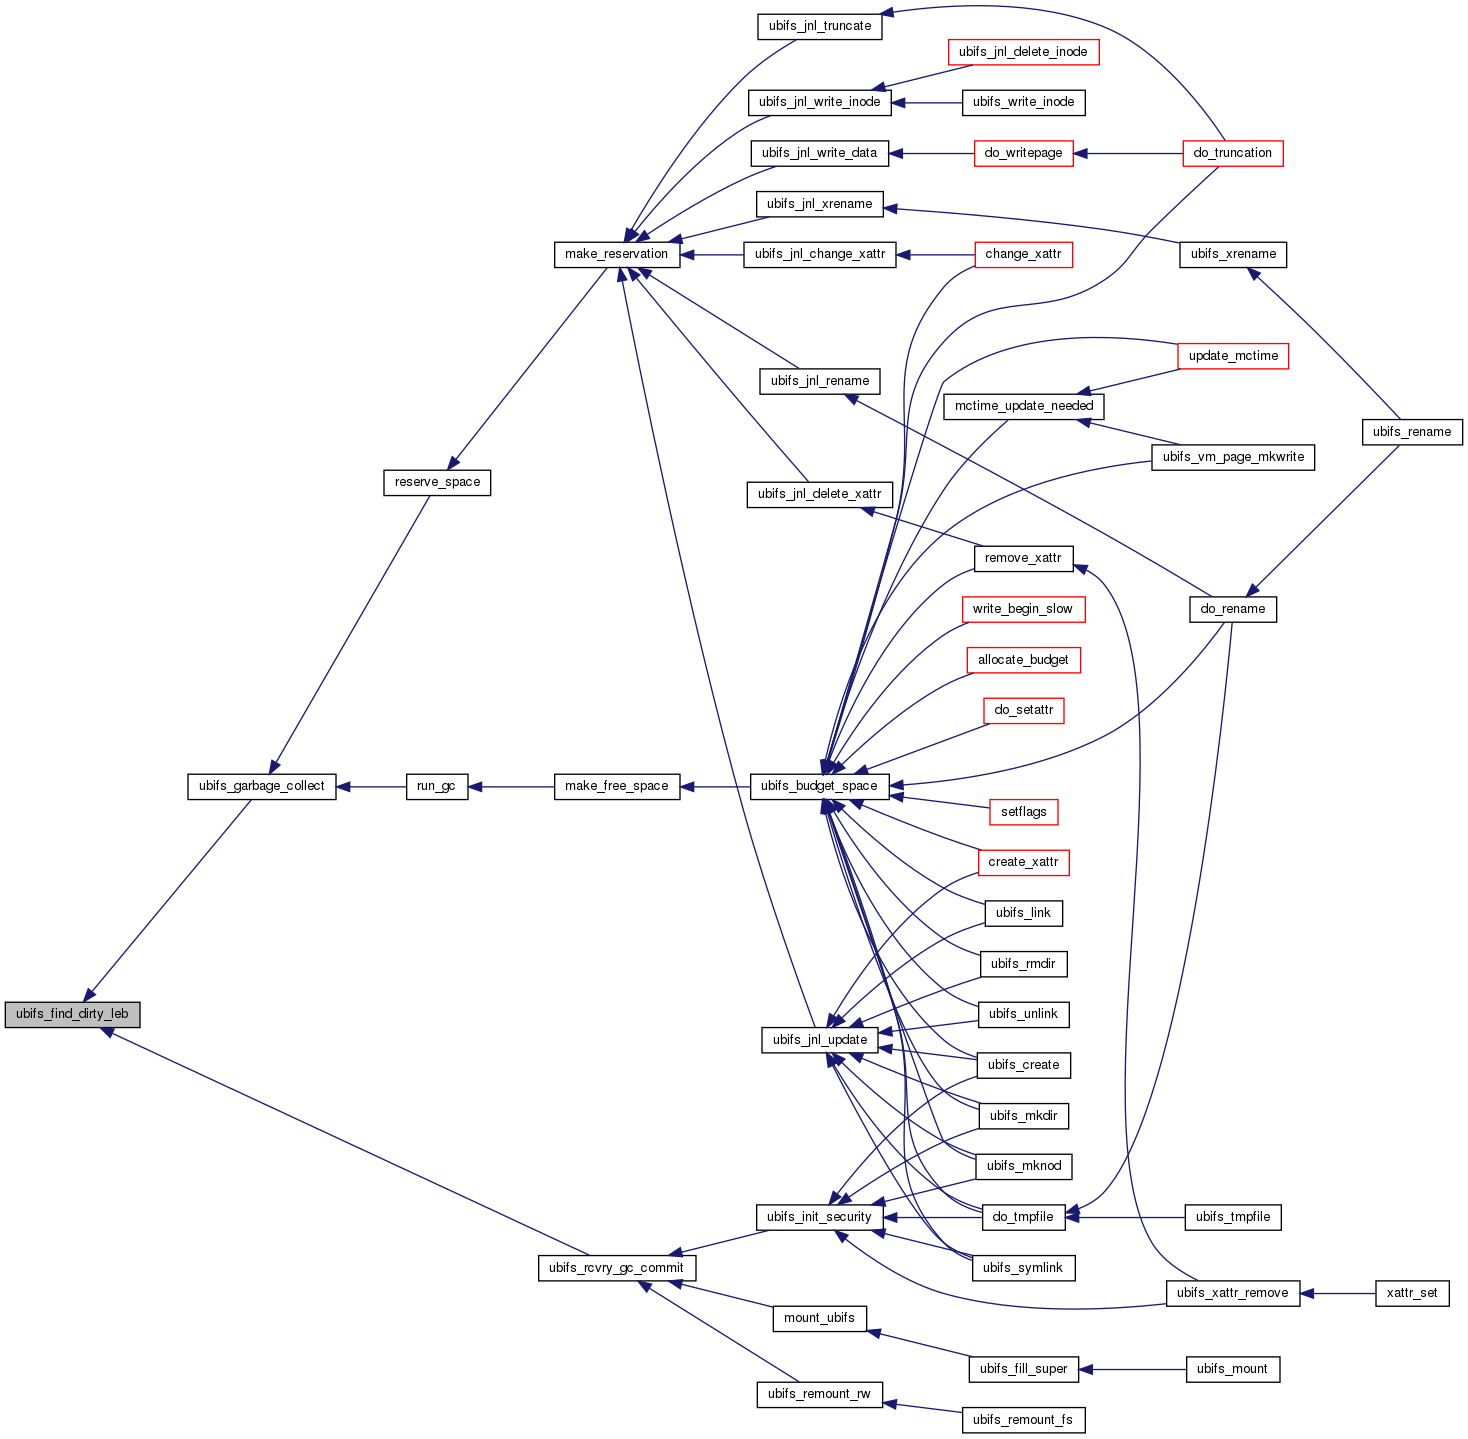 ubifs_jnl_truncate
ubifs_jnl_delete_inode
ubifs_jnl_write_inode
ubifs_write_inode
ubifs_jnl_write_data
do_writepage
do_truncation
ubifs_jnl_xrename
make_reservation
ubifs_jnl_change_xattr
change_xattr
ubifs_xrename
update_mctime
ubifs_jnl_rename
mctime_update_needed
ubifs_rename
ubifs_vm_page_mkwrite
reserve_space
ubifs_jnl_delete_xattr
remove_xattr
write_begin_slow
do_rename
allocate_budget
do_setattr
ubifs_garbage_collect
run_gc
make_free_space
ubifs_budget_space
setflags
create_xattr
ubifs_link
ubifs_rmdir
ubifs_find_dirty_leb
ubifs_unlink
ubifs_jnl_update
ubifs_create
ubifs_mkdir
ubifs_mknod
ubifs_init_security
do_tmpfile
ubifs_tmpfile
ubifs_rcvry_gc_commit
ubifs_symlink
ubifs_xattr_remove
xattr_set
mount_ubifs
ubifs_fill_super
ubifs_mount
ubifs_remount_rw
ubifs_remount_fs